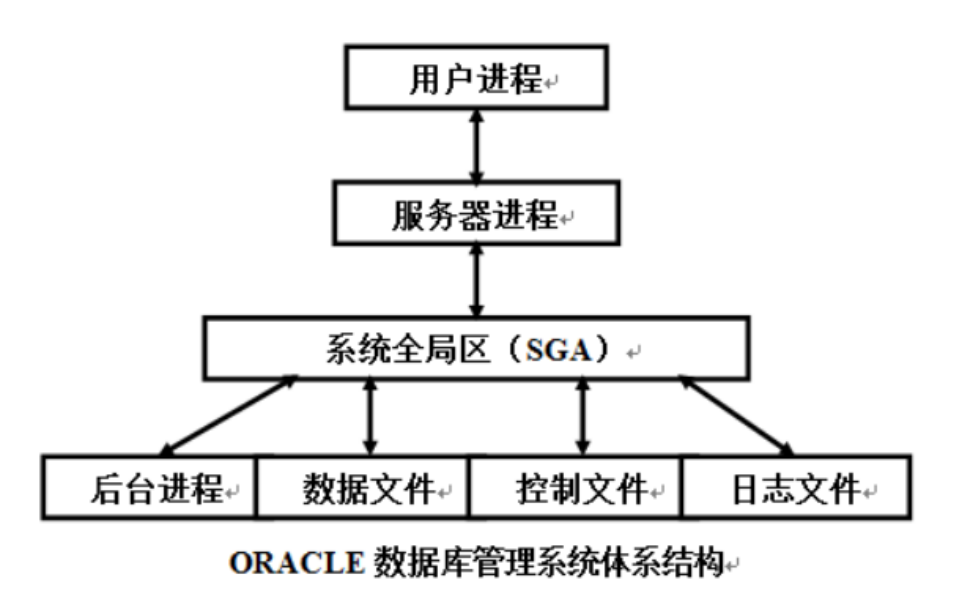 用户进程
服务器进程
系统全局区（SGA）
后台进程 数据文件 控制文件 日志文件
ORACLE 数据库管理系统体系结构